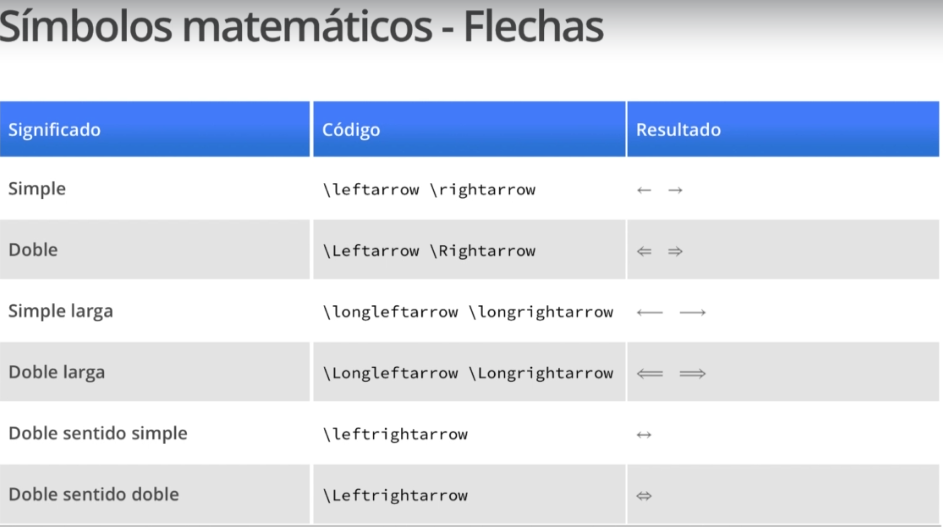 Símbolos matemáticos - Flechas
Significado Código Resultado
Simple \leftarrow \rightarrow ← →
Doble \Leftarrow \Rightarrow ⇐ ⇒
Simple larga \longleftarrow \longrightarrow ⟵ ⟶
Doble larga \Longleftarrow \Longrightarrow ⟸ ⟹
Doble sentido simple \leftrightarrow ↔
Doble sentido doble \Leftrightarrow ⇔